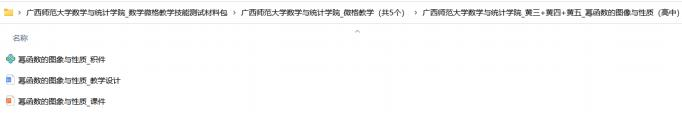 广西师范大学数学与统计学院_数学微格教学技能测试材料包 > 广西师范大学数学与统计学院_微格教学（共5个） > 广西师范大学数学与统计学院_黄三+黄四+黄五_幂函数的图像与性质（高中）
名称
幂函数的图象与性质_积件
幂函数的图象与性质_教学设计
幂函数的图象与性质_课件